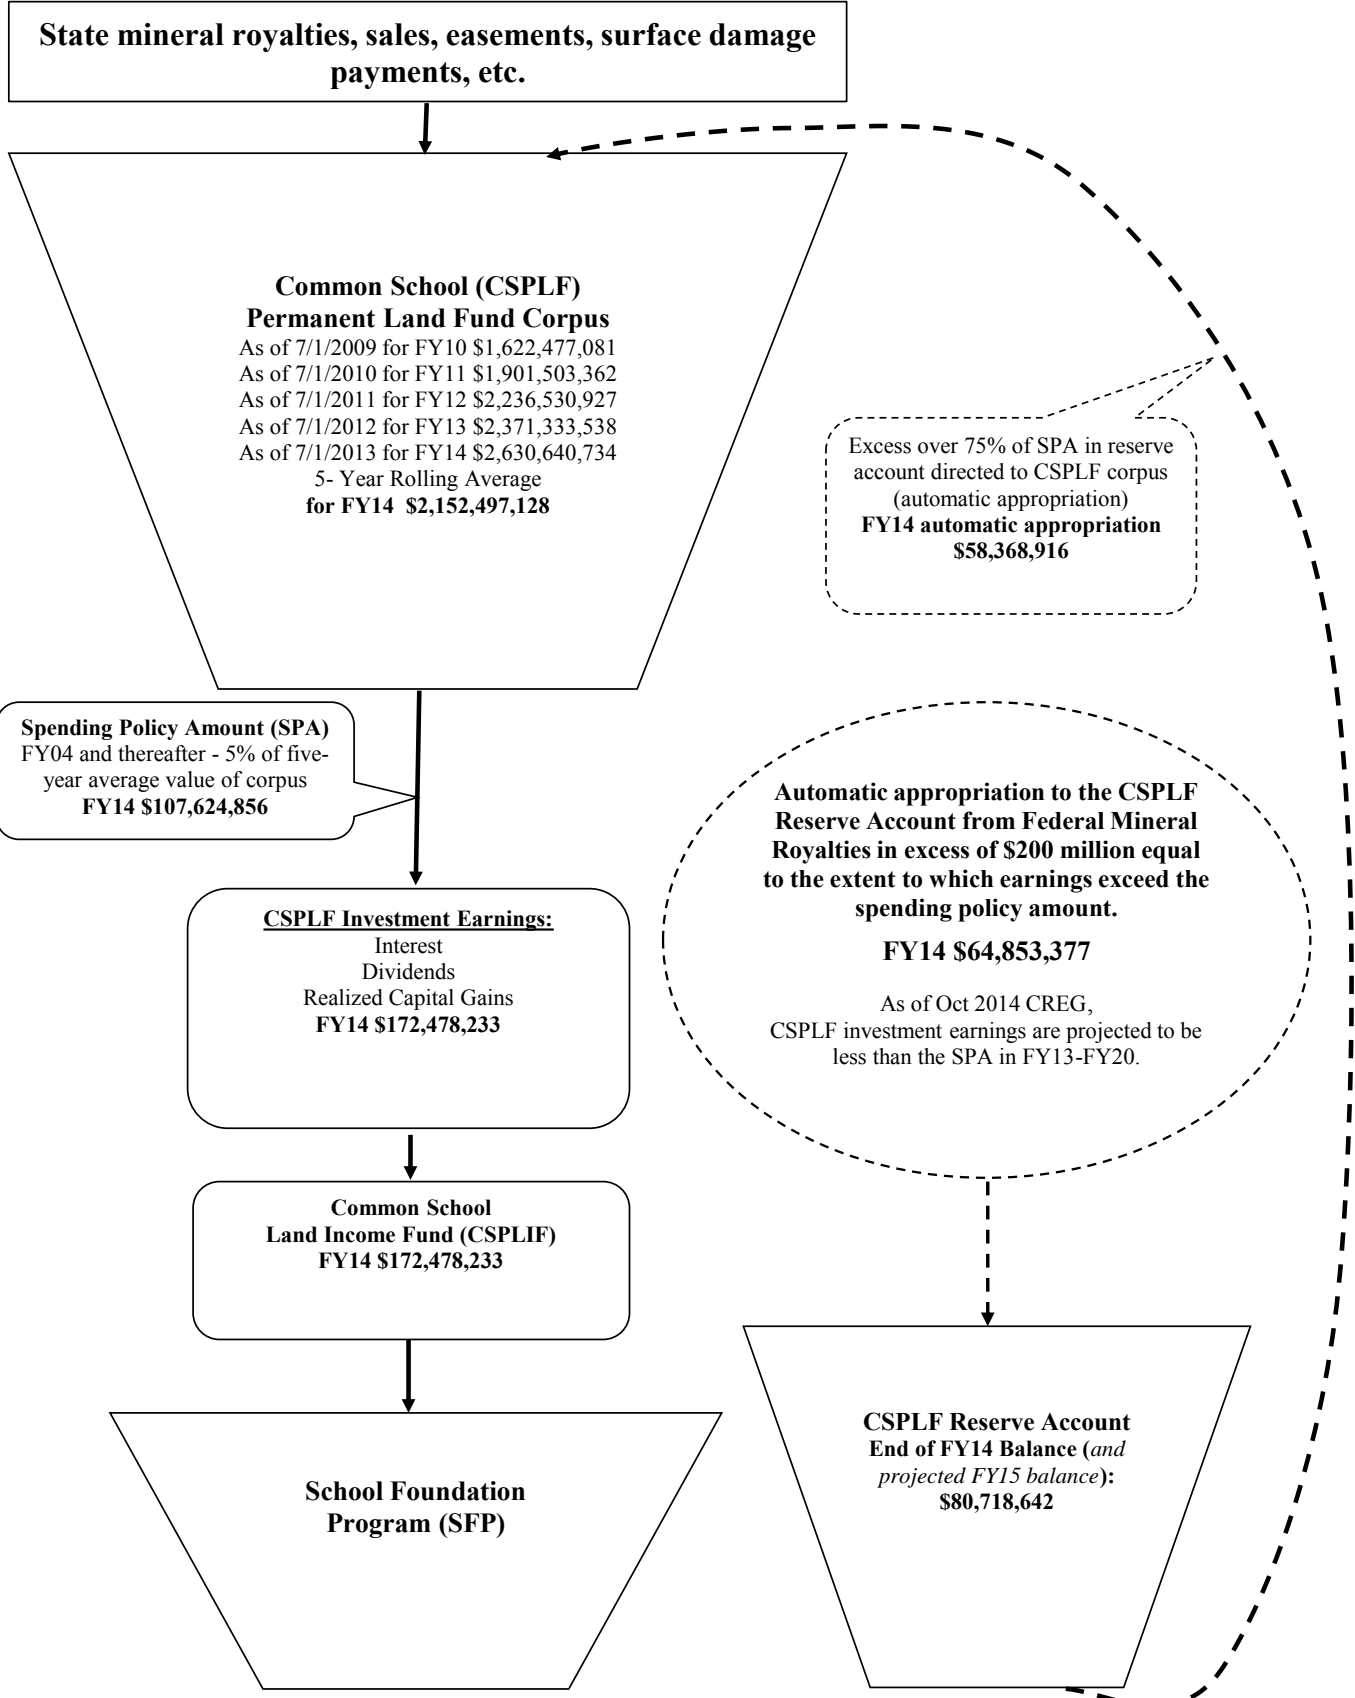 State mineral royalties, sales, easements, surface damage
payments, etc.
Common School (CSPLF)
Permanent Land Fund Corpus
As of 7/1/2009 for FY10 $1,622,477,081
As of 7/1/2010 for FY11 $1,901,503,362
As of 7/1/2011 for FY12 $2,236,530,927
As of 7/1/2012 for FY13 $2,371,333,538
As of 7/1/2013 for FY14 $2,630,640,734
5- Year Rolling Average
for FY14 $2,152,497,128
Excess over 75% of SPA in reserve
account directed to CSPLF corpus
(automatic appropriation)
FY14 automatic appropriation
$58,368,916
Spending Policy Amount (SPA)
FY04 and thereafter - 5% of five-
year average value of corpus
FY14 $107,624,856
Automatic appropriation to the CSPLF
Reserve Account from Federal Mineral
Royalties in excess of $200 million equal
to the extent to which earnings exceed the
spending policy amount.
FY14 $64,853,377
As of Oct 2014 CREG,
CSPLF investment earnings are projected to be
less than the SPA in FY13-FY20.
CSPLF Investment Earnings:
Interest
Dividends
Realized Capital Gains
FY14 $172,478,233
Common School
Land Income Fund (CSPLIF)
FY14 $172,478,233
School Foundation
Program (SFP)
CSPLF Reserve Account
End of FY14 Balance (and
projected FY15 balance):
$80,718,642